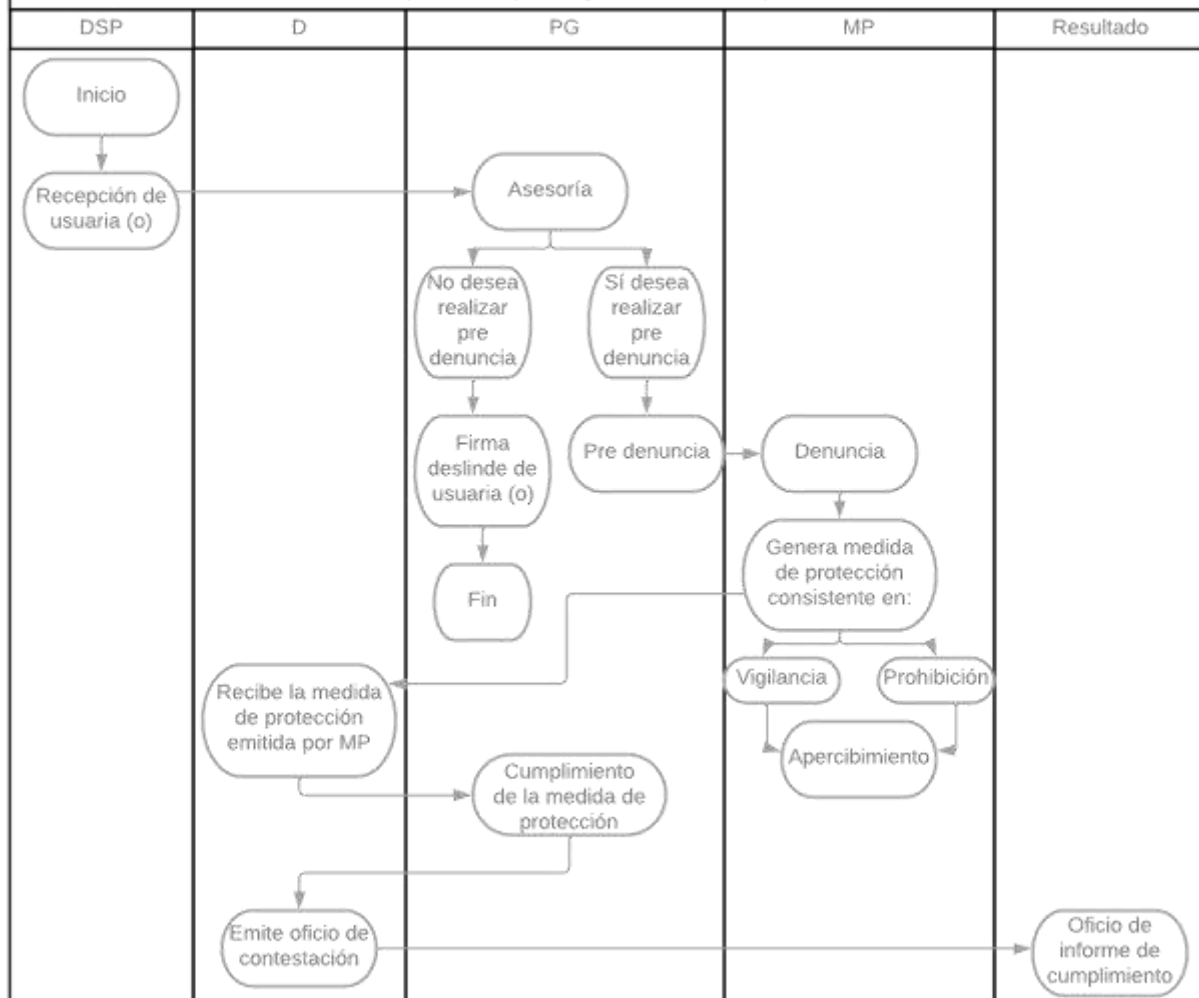 DSP
D
PG
MP
Resultado
Inicio
Recepción de
usuaria (o)
Asesoría
No desea
realizar
pre
denuncia
Sí desea
realizar
pre
denuncia
Firma
deslinde de
usuaria (o)
Pre denuncia
Denuncia
Fin
Genera medida
de protección
consistente en:
Vigilancia
Prohibición
Apercibimiento
Recibe la medida
de protección
emitida por MP
Cumplimiento
de la medida de
protección
Emite oficio de
contestación
Oficio de
informe de
cumplimiento